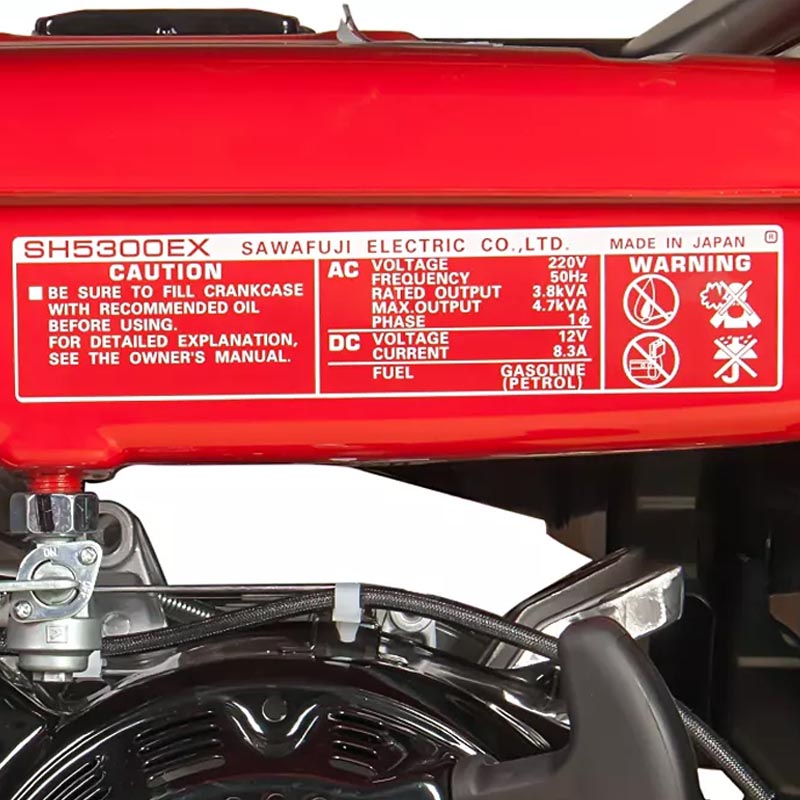 SH5300EX SAWAFUJI ELECTRIC CO.,LTD. MADE IN JAPAN
CAUTION
BE SURE TO FILL CRANKCASE
WITH RECOMMENDED OIL
BEFORE USING.
FOR DETAILED EXPLANATION,
SEE THE OWNER'S MANUAL.
AC VOLTAGE 220V
FREQUENCY 50Hz
RATED OUTPUT 3.8kVA
MAX.OUTPUT 4.7kVA
PHASE 1ϕ
DC VOLTAGE 12V
CURRENT 8.3A
FUEL GASOLINE
(PETROL)
WARNING
ON